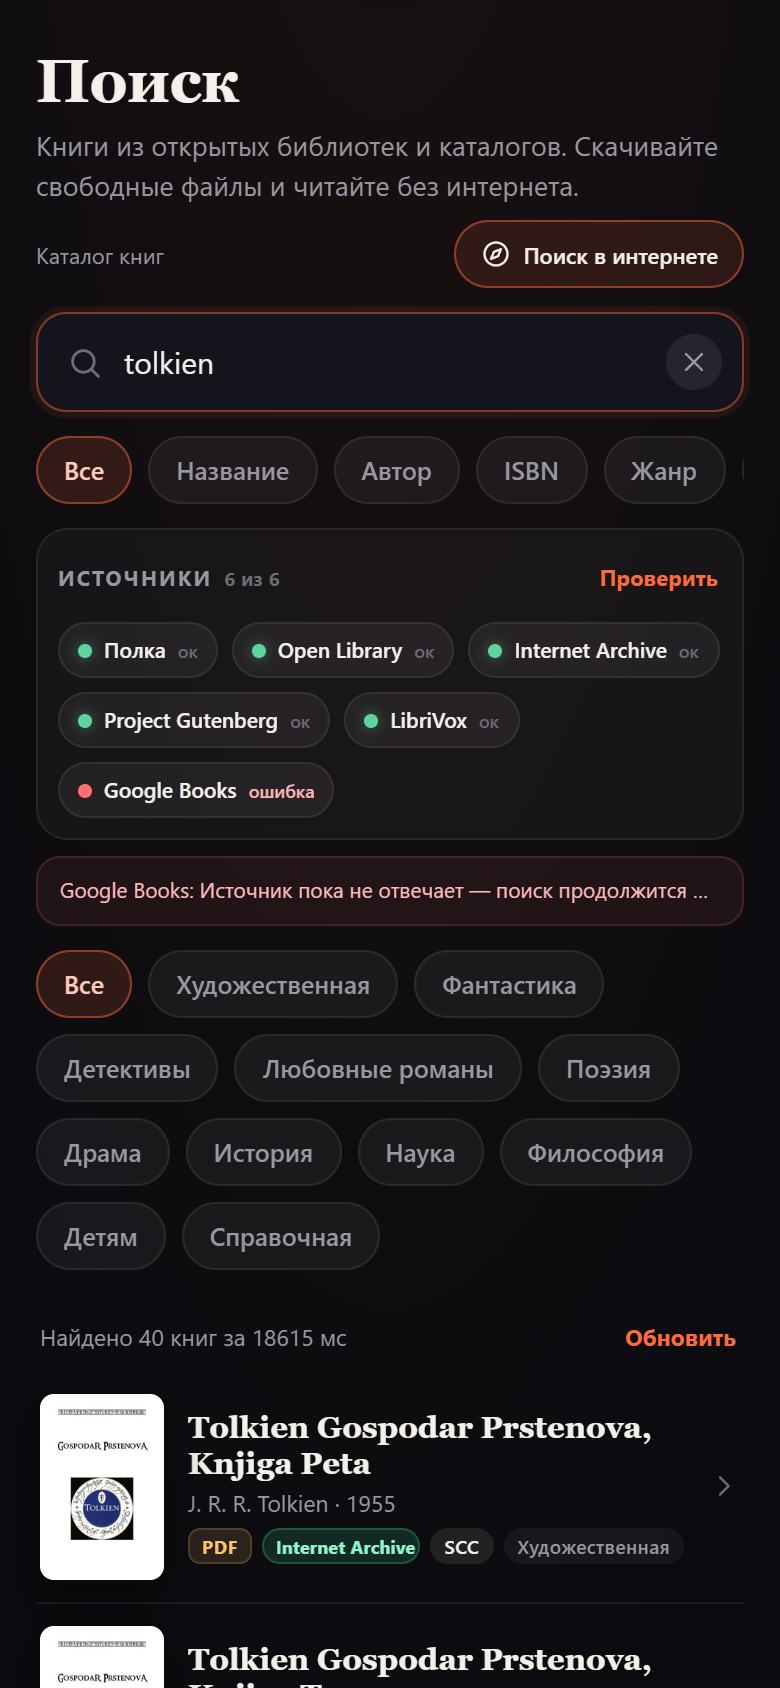 Поиск
Книги из открытых библиотек и каталогов. Скачивайте
свободные файлы и читайте без интернета.
Каталог книг
Поиск в интернете
tolkien
Все Название Автор ISBN Жанр
ИСТОЧНИКИ 6 из 6 Проверить
Полка ок Open Library ок Internet Archive ок
Project Gutenberg ок LibriVox ок
Google Books ошибка
Google Books: Источник пока не отвечает — поиск продолжится ...
Все Художественная Фантастика
Детективы Любовные романы Поэзия
Драма История Наука Философия
Детям Справочная
Найдено 40 книг за 18615 мс Обновить
GOSPODAR PRSTENOVA
TOLKIEN
Tolkien Gospodar Prstenova,
Knjiga Peta
J. R. R. Tolkien · 1955
PDF Internet Archive SCC Художественная
GOSPODAR PRSTENOVA
Tolkien Gospodar Prstenova,